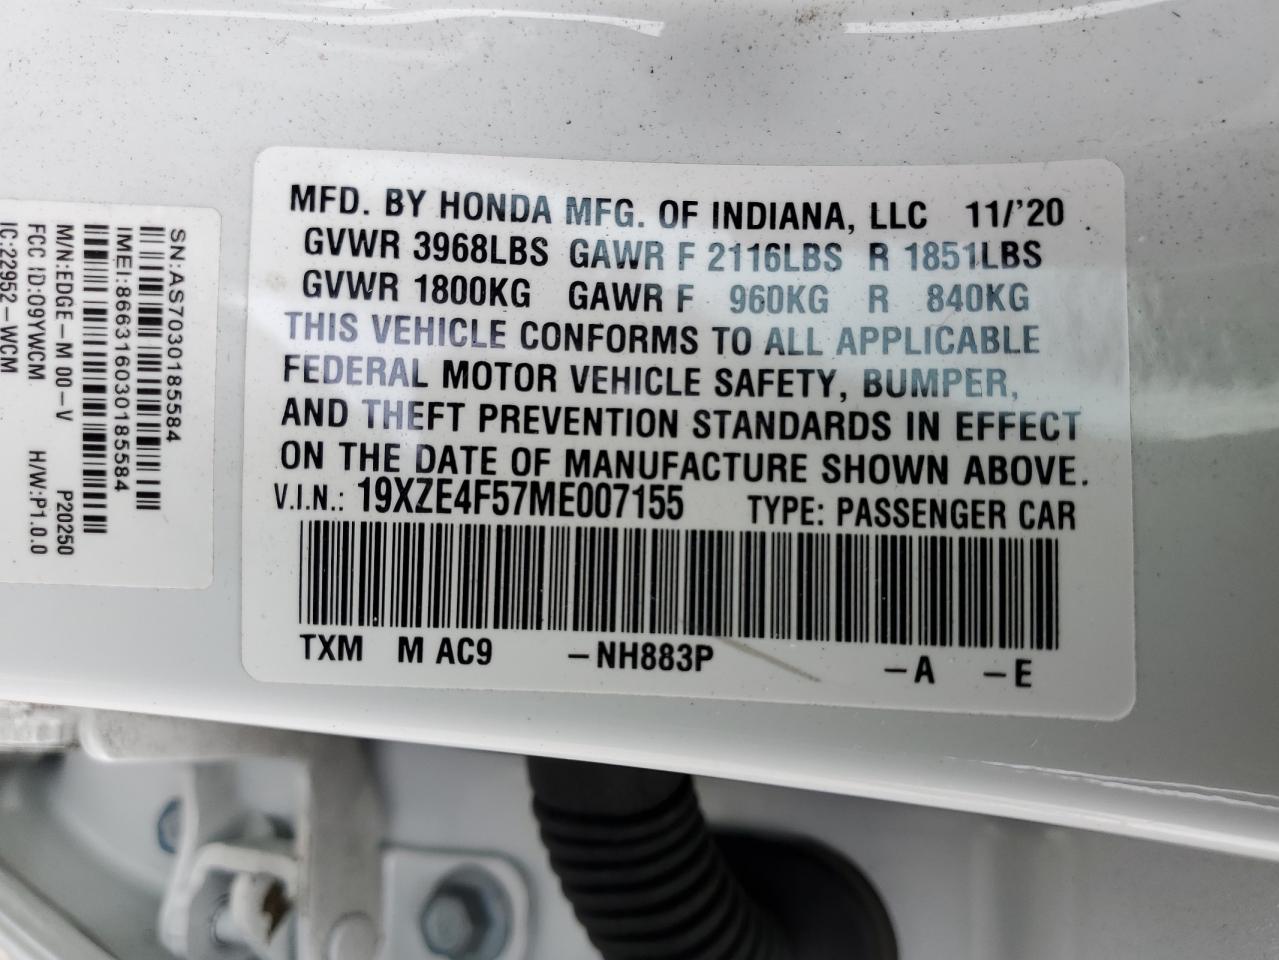 MFD. BY HONDA MFG. OF INDIANA, LLC 11/'20
GVWR 3968LBS GAWR F 2116LBS R 1851LBS
GVWR 1800KG GAWR F 960KG R 840KG
THIS VEHICLE CONFORMS TO ALL APPLICABLE
FEDERAL MOTOR VEHICLE SAFETY, BUMPER,
AND THEFT PREVENTION STANDARDS IN EFFECT
ON THE DATE OF MANUFACTURE SHOWN ABOVE.
V.I.N.: 19XZE4F57ME007155 TYPE: PASSENGER CAR
TXM M AC9 -NH883P -A -E
SN:AS7030185584
IMEI:866316030185584
M/N:EDGE-M 00-V P20250
FCC ID:O9YWCM H/W:P1.0.0
IC:22952-WCM